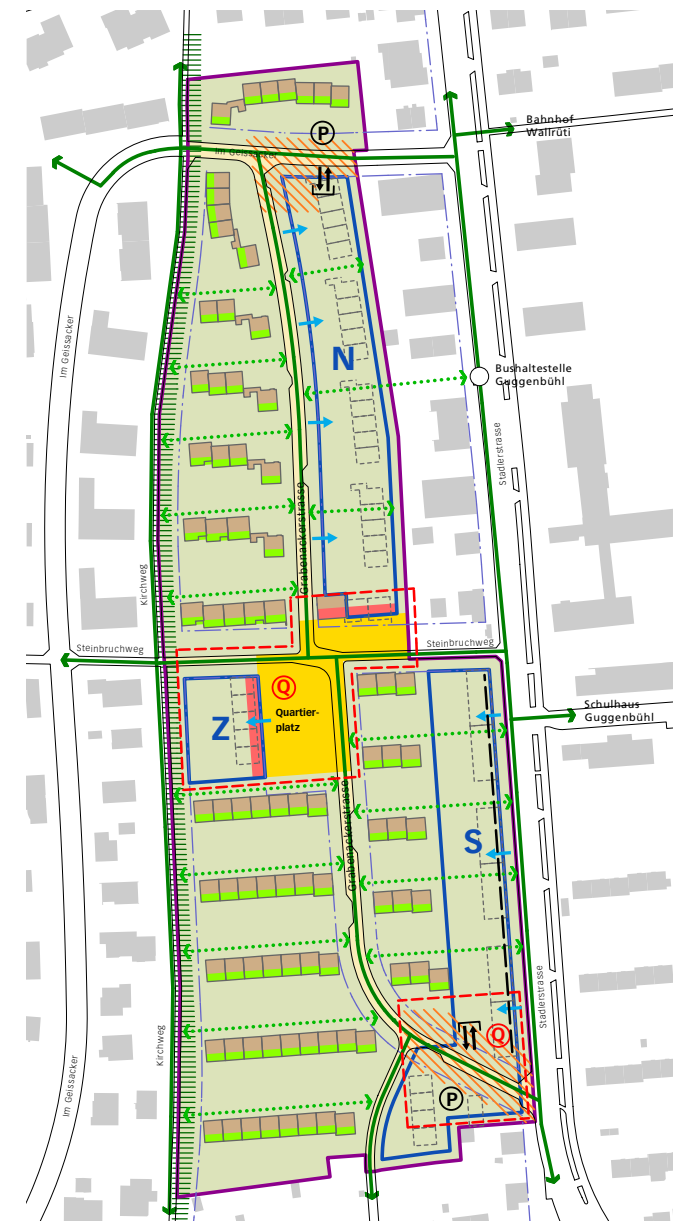 Bahnhof
Wallrüti
P
Im Geissacker
Im Geissacker
N
Bushaltestelle
Guggenbühl
Stadlerstrasse
Grabenackerstrasse
Kirchweg
Steinbruchweg
Steinbruchweg
Q
Quartier-
platz
Z
Schulhaus
Guggenbühl
Grabenackerstrasse
S
Stadlerstrasse
Q
Kirchweg
Im Geissacker
P